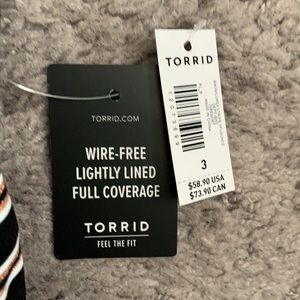 TORRID.COM
WIRE-FREE
LIGHTLY LINED
FULL COVERAGE
TORRID
FEEL THE FIT
TORRID
3
$58.90 USA
$73.90 CAN